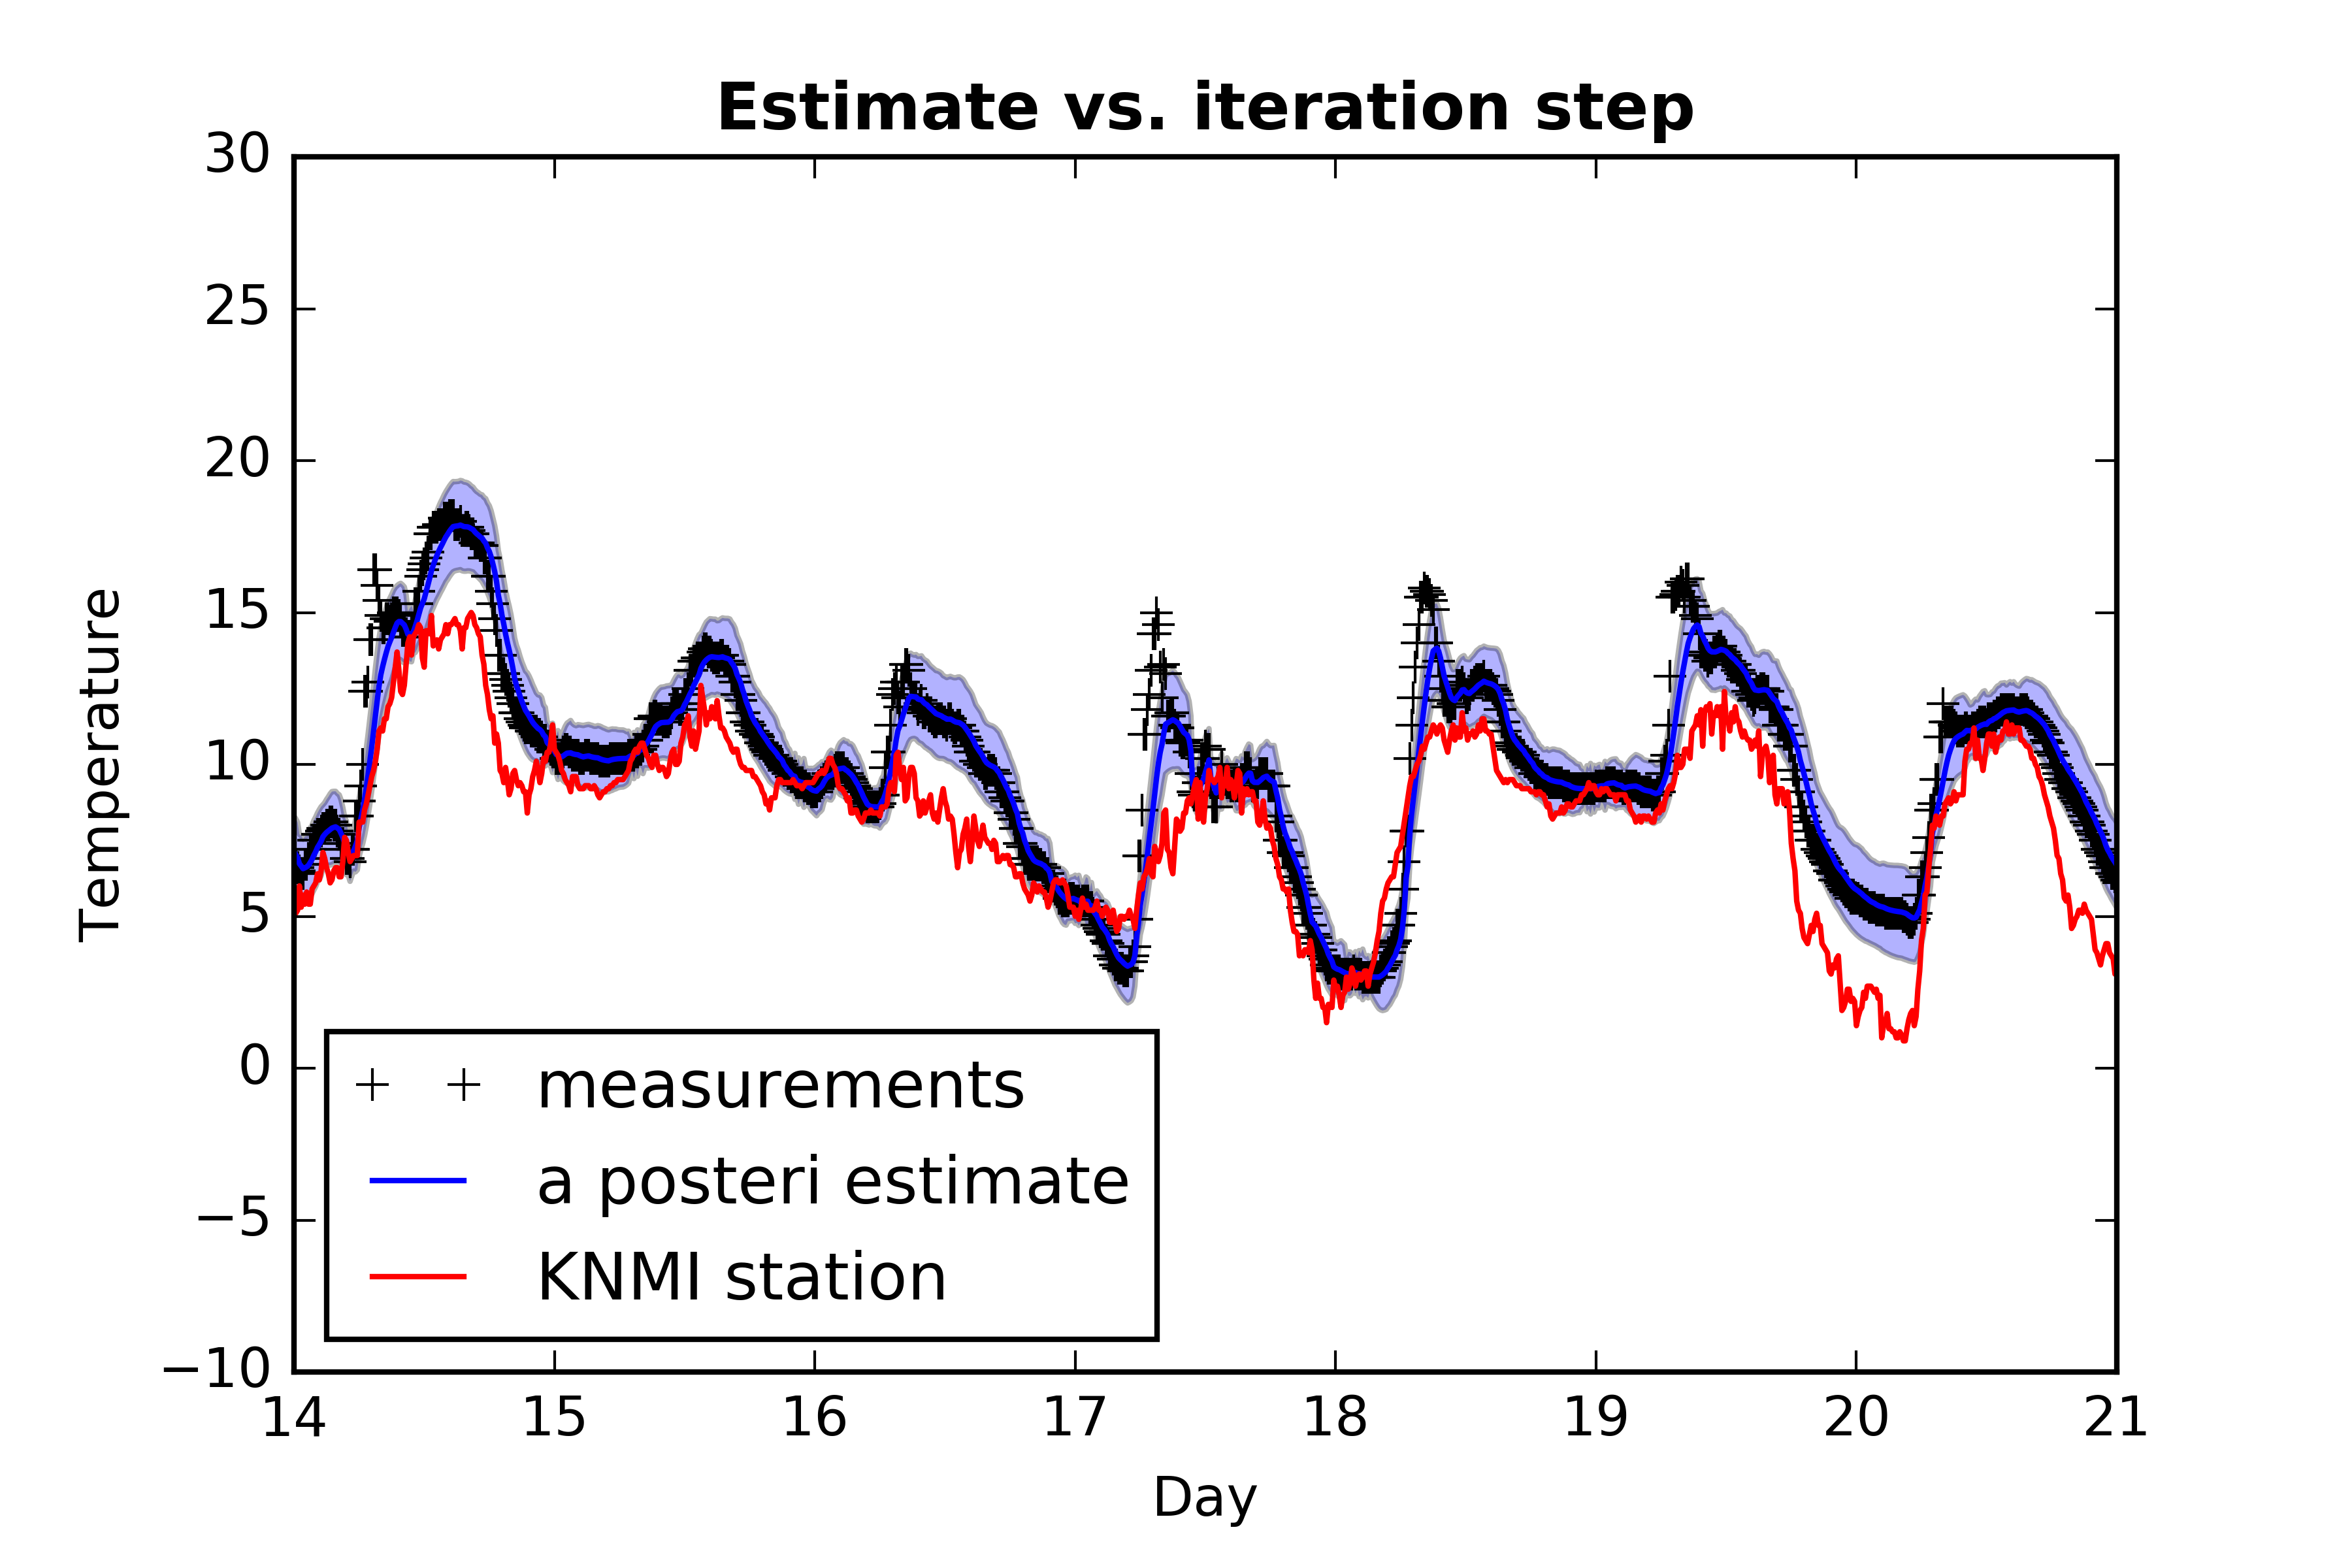 Estimate vs. iteration step
30
25
20
15
10
5
0
−5
−10
Temperature
measurements
a posteri estimate
KNMI station
14 15 16 17 18 19 20 21
Day